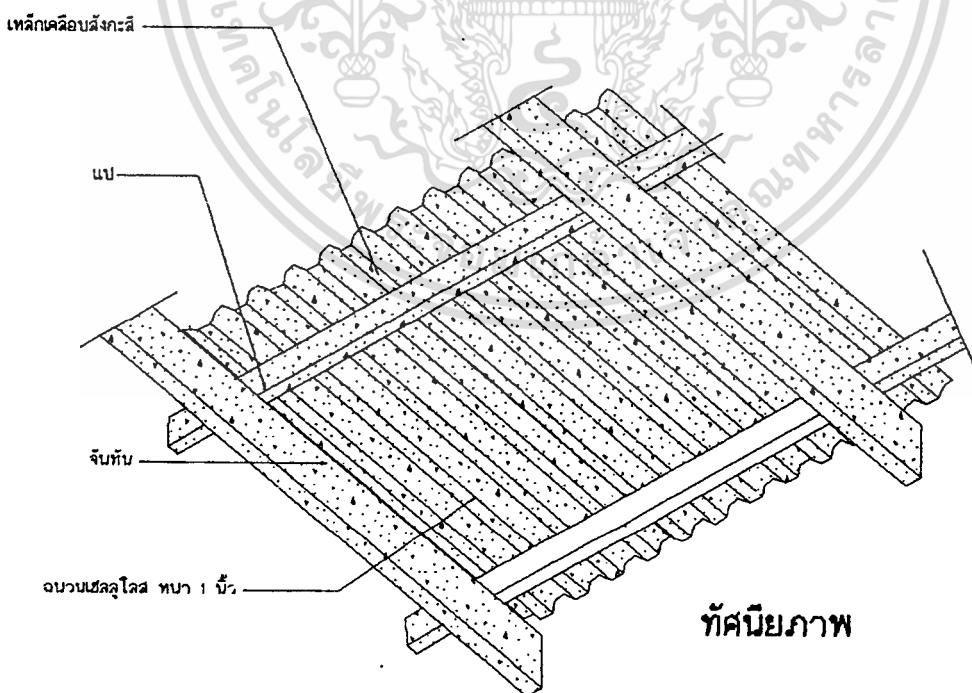 เหล็กเคลือบสังกะสี
แป
จันทัน
ฉนวนเซลลูโลส หนา 1 นิ้ว
ทัศนียภาพ